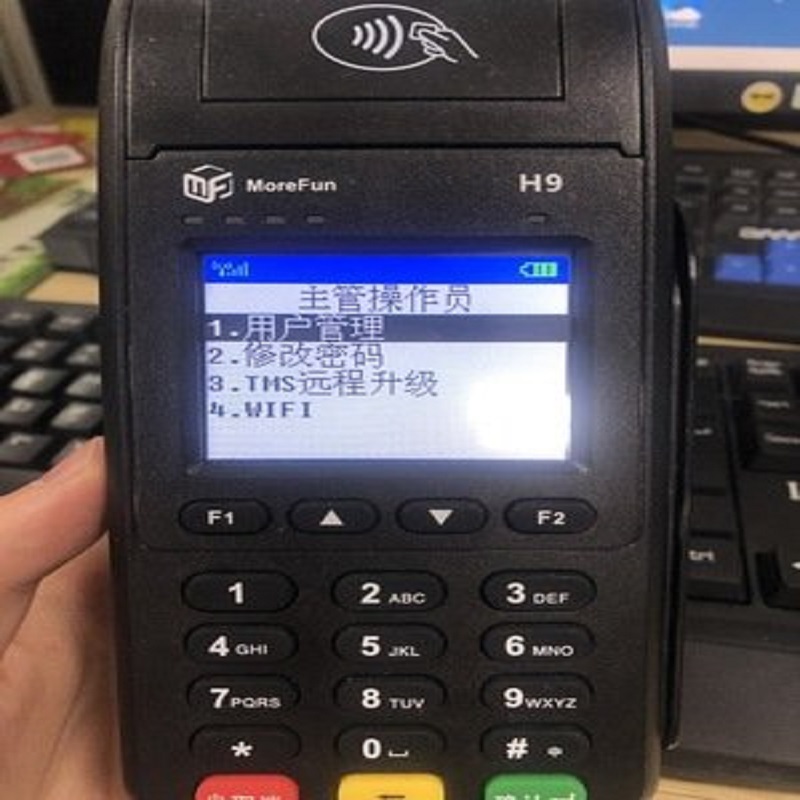 MoreFun H9
主管操作员
1.用户管理
2.修改密码
3.TMS远程升级
4.WIFI
F1 ▲ ▼ F2
1 2 ABC 3 DEF
4 GHI 5 JKL 6 MNO
7 PQRS 8 TUV 9 WXYZ
* 0 #